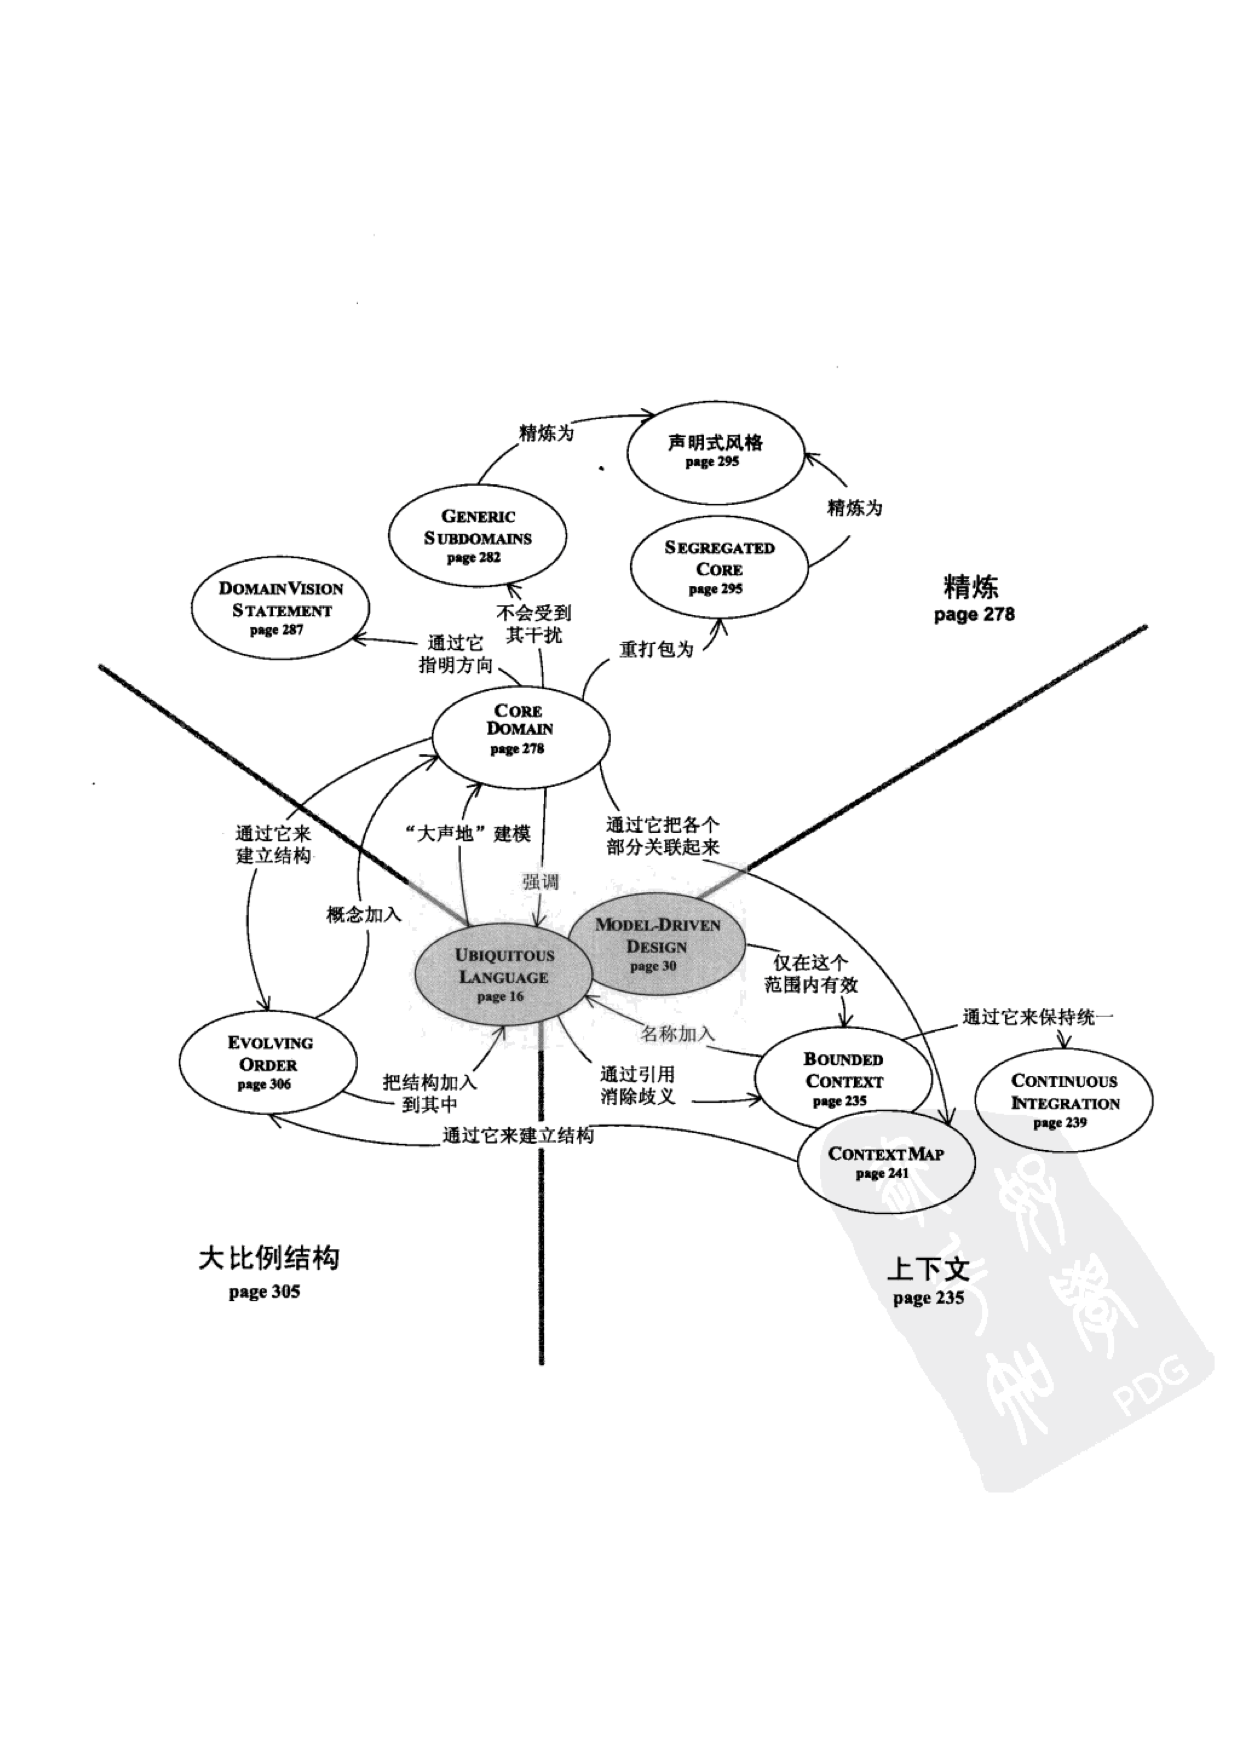 精炼为
声明式风格
page 295
GENERIC
SUBDOMAINS
page 282
精炼为
SEGREGATED
CORE
page 295
DOMAIN VISION
STATEMENT
page 287
精炼
page 278
不会受到
其干扰
通过它
指明方向
重打包为
CORE
DOMAIN
page 278
通过它来
建立结构
“大声地”建模
通过它把各个
部分关联起来
强调
概念加入
MODEL-DRIVEN
DESIGN
page 30
UBIQUITOUS
LANGUAGE
page 16
仅在这个
范围内有效
通过它来保持统一
名称加入
EVOLVING
ORDER
page 306
把结构加入
到其中
通过引用
消除歧义
BOUNDED
CONTEXT
page 235
CONTINUOUS
INTEGRATION
page 239
通过它来建立结构
CONTEXT MAP
page 241
大比例结构
page 305
上下文
page 235
PDG